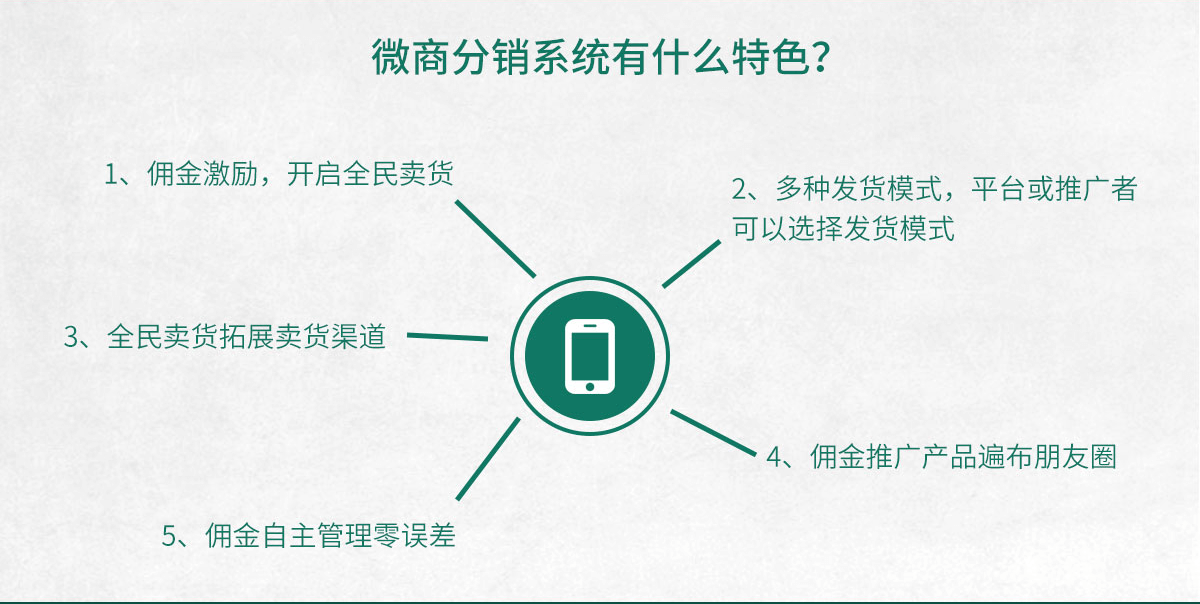 微商分销系统有什么特色？
1、佣金激励，开启全民卖货
2、多种发货模式，平台或推广者
可以选择发货模式
3、全民卖货拓展卖货渠道
4、佣金推广产品遍布朋友圈
5、佣金自主管理零误差